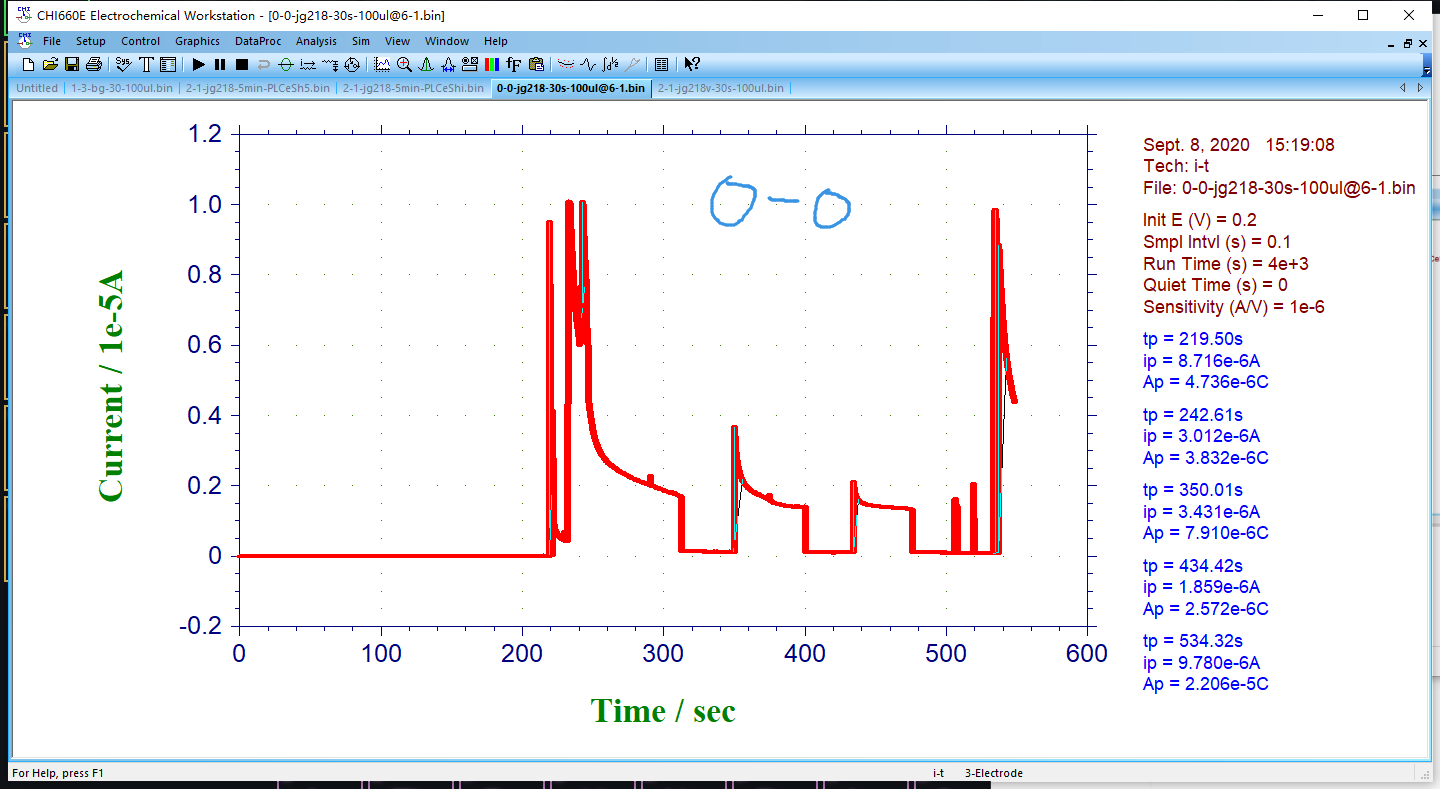 CHI660E Electrochemical Workstation - [0-0-jg218-30s-100ul@6-1.bin]
File Setup Control Graphics DataProc Analysis Sim View Window Help
Untitled 1-3-bg-30-100ul.bin 2-1-jg218-5min-PLCeSh5.bin 2-1-jg218-5min-PLCeShi.bin 0-0-jg218-30s-100ul@6-1.bin 2-1-jg218v-30s-100ul.bin
0-0
1.2
1.0
0.8
0.6
0.4
0.2
0
-0.2
Current / 1e-5A
0 100 200 300 400 500 600
Time / sec
Sept. 8, 2020 15:19:08
Tech: i-t
File: 0-0-jg218-30s-100ul@6-1.bin
Init E (V) = 0.2
Smpl Intvl (s) = 0.1
Run Time (s) = 4e+3
Quiet Time (s) = 0
Sensitivity (A/V) = 1e-6
tp = 219.50s
ip = 8.716e-6A
Ap = 4.736e-6C
tp = 242.61s
ip = 3.012e-6A
Ap = 3.832e-6C
tp = 350.01s
ip = 3.431e-6A
Ap = 7.910e-6C
tp = 434.42s
ip = 1.859e-6A
Ap = 2.572e-6C
tp = 534.32s
ip = 9.780e-6A
Ap = 2.206e-5C
For Help, press F1
i-t 3-Electrode